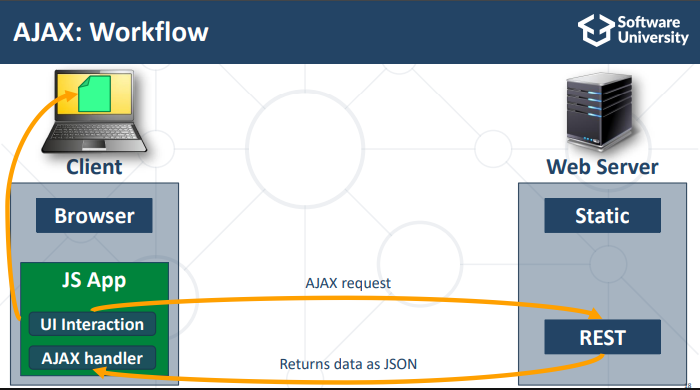 AJAX: Workflow
Software
University
Client
Web Server
Browser
Static
JS App
AJAX request
UI Interaction
REST
AJAX handler
Returns data as JSON